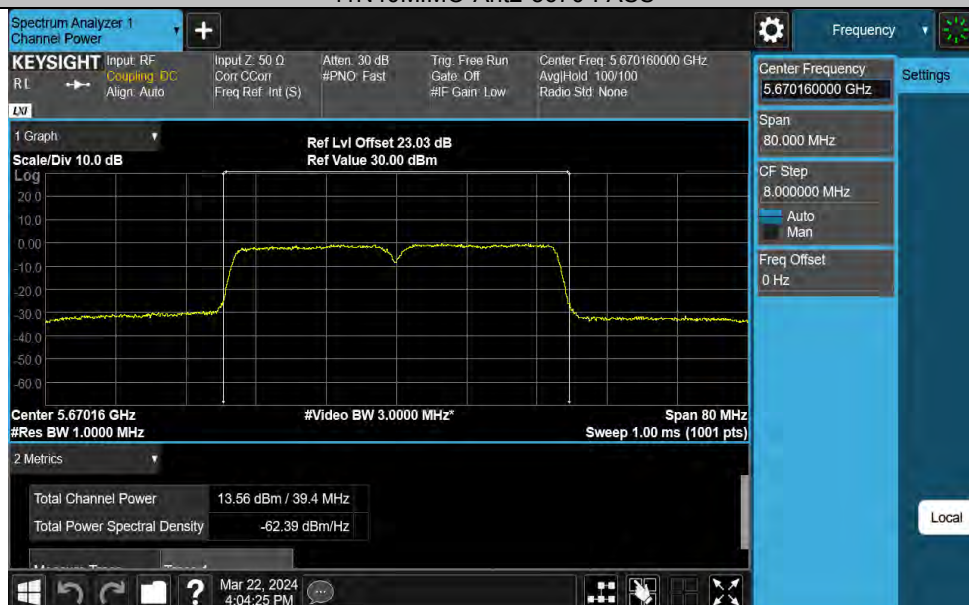 Spectrum Analyzer 1
Channel Power
Frequency
KEYSIGHT
Input: RF
Coupling: DC
Align: Auto
Input Z: 50 Ω
Corr CCorr
Freq Ref: Int (S)
Atten: 30 dB
#PNO: Fast
Trig: Free Run
Gate: Off
#IF Gain: Low
Center Freq: 5.670160000 GHz
Avg|Hold: 100/100
Radio Std: None
LXI
Center Frequency
5.670160000 GHz
Settings
Span
80.000 MHz
CF Step
8.000000 MHz
Auto
Man
Freq Offset
0 Hz
1 Graph
Scale/Div 10.0 dB
Ref Lvl Offset 23.03 dB
Ref Value 30.00 dBm
Log
20.0
10.0
0.00
-10.0
-20.0
-30.0
-40.0
-50.0
-60.0
Center 5.67016 GHz
#Video BW 3.0000 MHz*
Span 80 MHz
#Res BW 1.0000 MHz
Sweep 1.00 ms (1001 pts)
2 Metrics
Total Channel Power 13.56 dBm / 39.4 MHz
Total Power Spectral Density -62.39 dBm/Hz
Local
?
Mar 22, 2024
4:04:25 PM